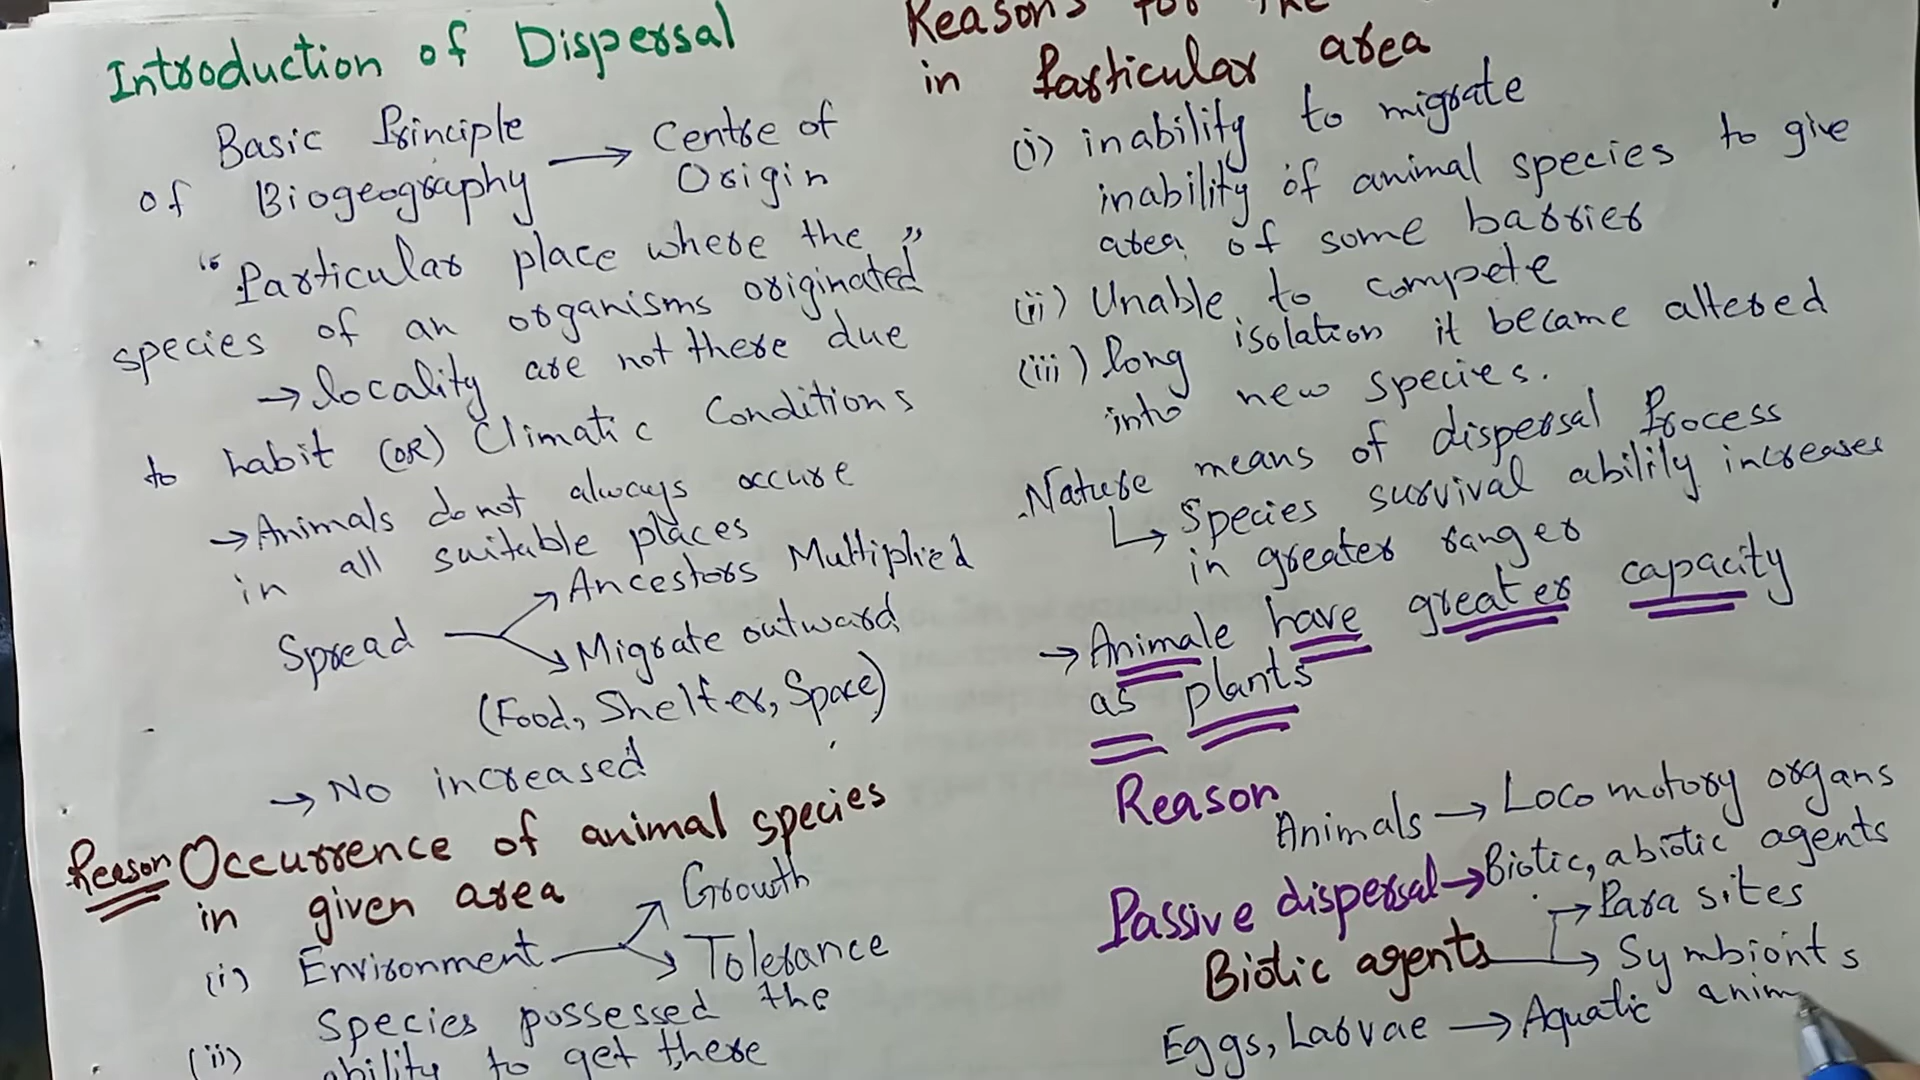 Introduction of Dispersal
Basic Principle
of Biogeography → Centre of
Origin
"Particular place where the"
species of an organisms originated
→ locality are not there due
to habit (OR) Climatic Conditions
→ Animals do not always occure
in all suitable places
Spread → Ancestors Multiplied
→ Migrate outward
(Food, Shelter, Space)
→ No increased
Reason Occurrence of animal species
in given area
(i) Environment → Growth
→ Tolerance
(ii) Species possessed the
ability to get there
Reasons for the
in Particular area
(i) inability to migrate
inability of animal species to give
area of some barrier
(ii) Unable to compete
(iii) long isolation it became altered
into new species.
Nature means of dispersal Process
↳ Species survival ability increases
in greater ranger
→ Animale have greater capacity
as plants
Reason
Animals → Locomotory organs
Passive dispersal → Biotic, abiotic agents
Biotic agents → Parasites
→ Symbionts
Eggs, Larvae → Aquatic anim